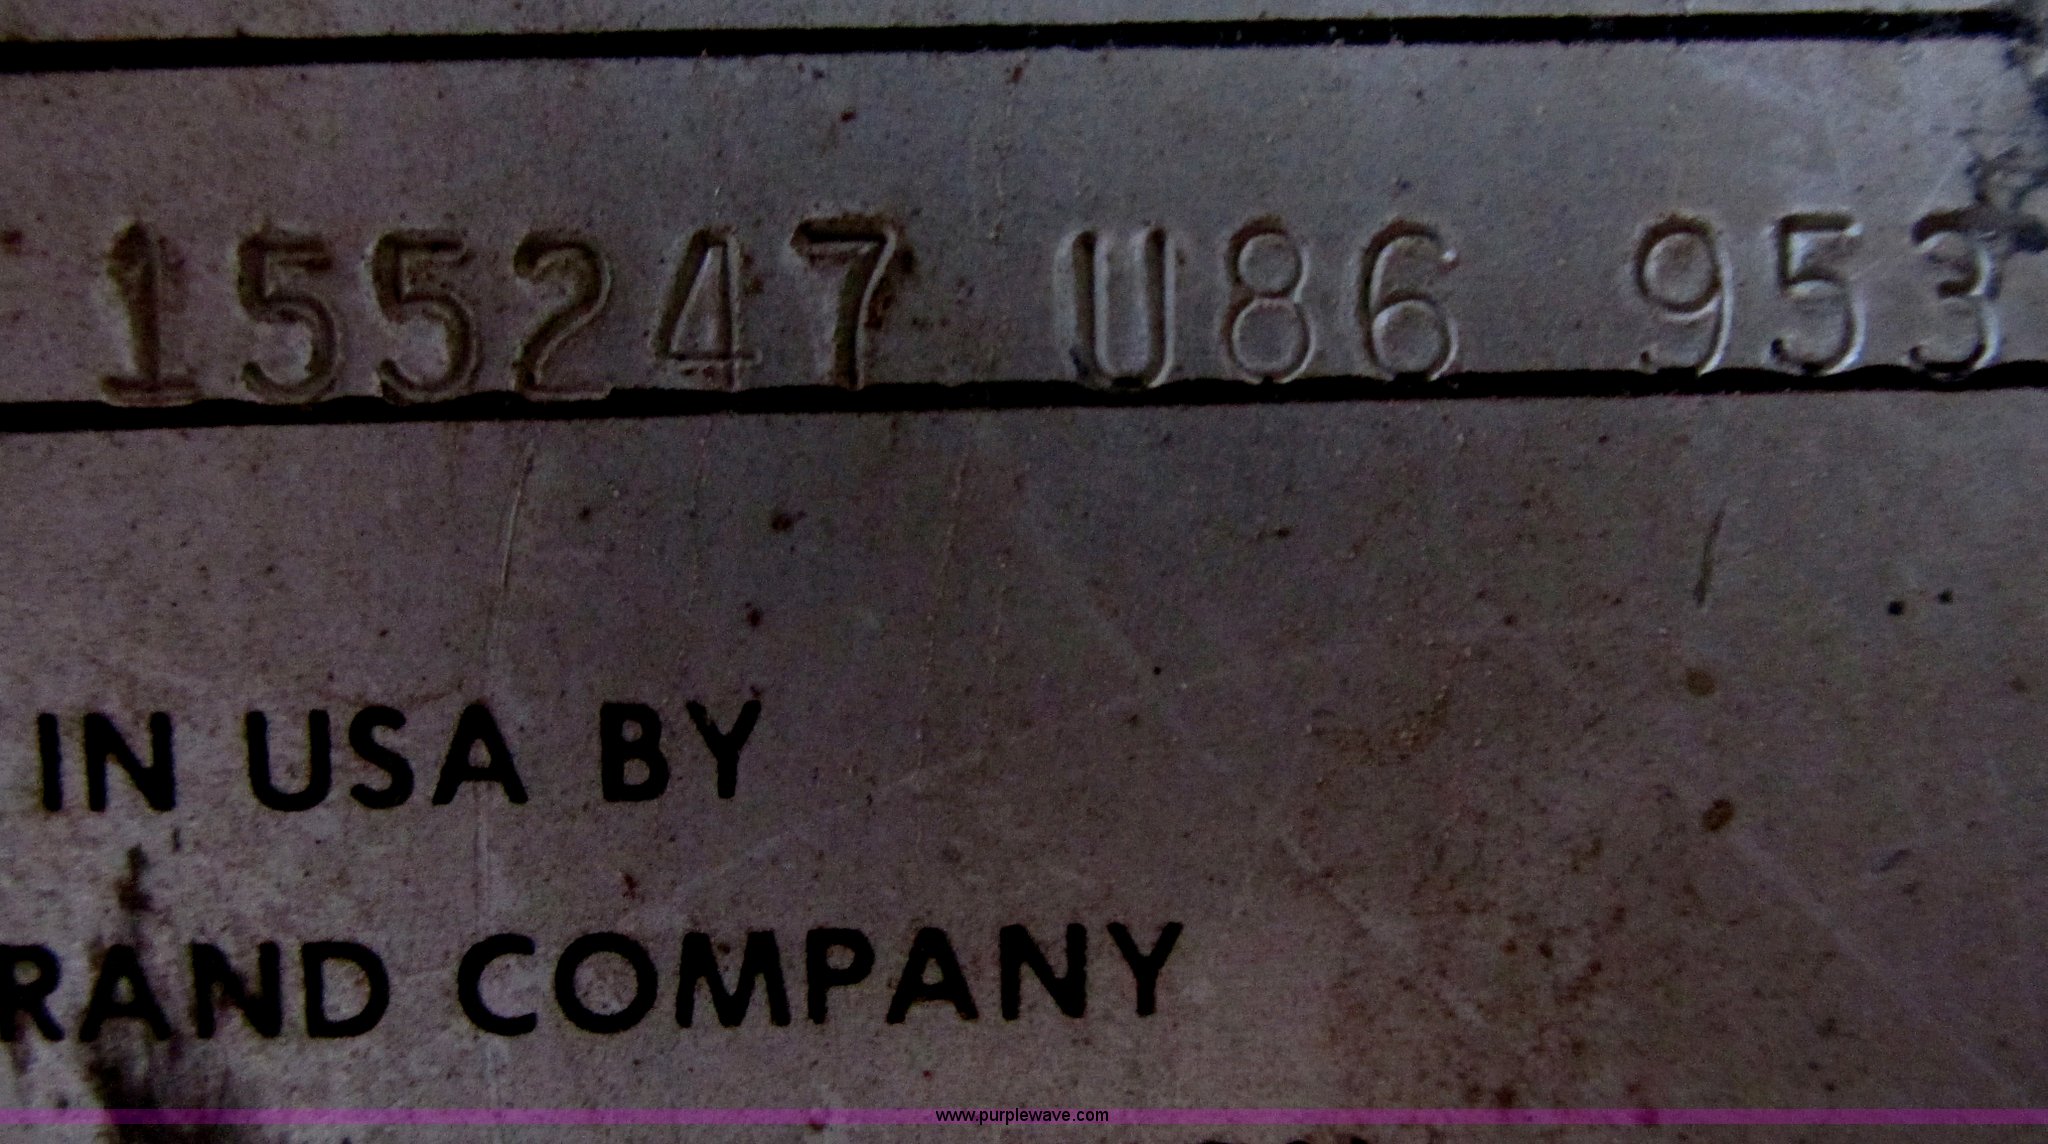 155247 U86 953
IN USA BY
RAND COMPANY
www.purplewave.com